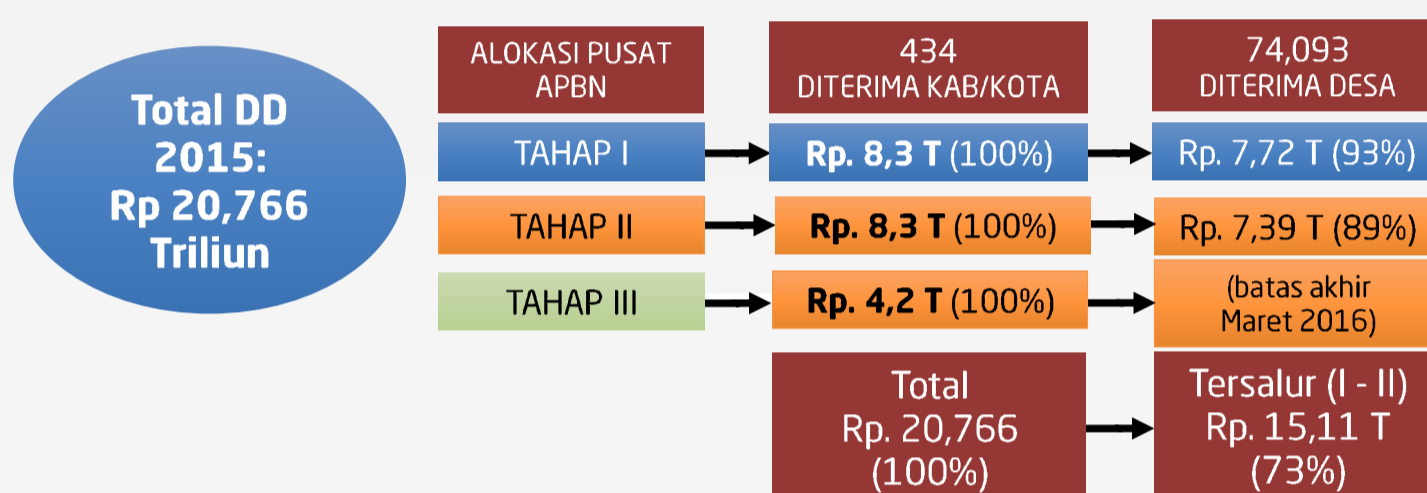 Total DD
2015:
Rp 20,766
Triliun
ALOKASI PUSAT
APBN
434
DITERIMA KAB/KOTA
74,093
DITERIMA DESA
TAHAP I
Rp. 8,3 T (100%)
Rp. 7,72 T (93%)
TAHAP II
Rp. 8,3 T (100%)
Rp. 7,39 T (89%)
TAHAP III
Rp. 4,2 T (100%)
(batas akhir
Maret 2016)
Total
Rp. 20,766
(100%)
Tersalur (I - II)
Rp. 15,11 T
(73%)